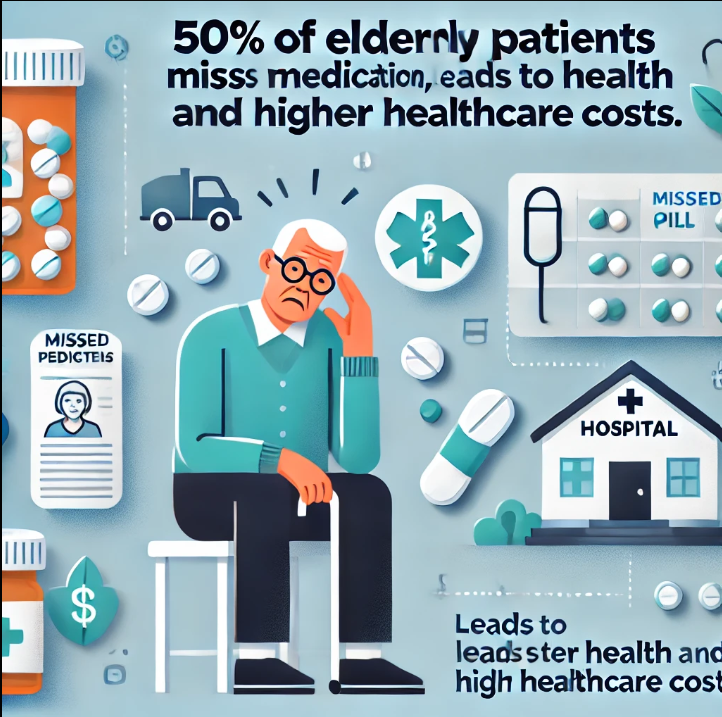 50% of elderrly patients
misss medication, eads to health
and higher healthcare costs.
MISSED
PILL
MISSED
PEDICTEIS
HOSPITAL
$
Leads to
leadsster health and
high healthcare cost